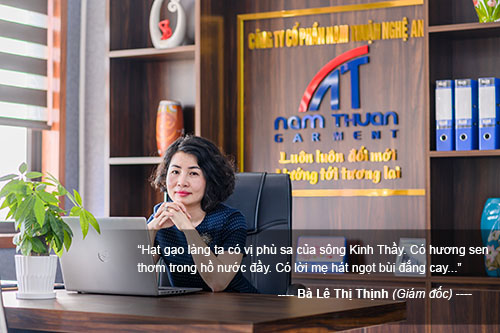 CÔNG TY CỔ PHẦN NAM THUẬN NGHỆ AN
NAM THUAN
GARMENT
Luôn luôn đổi mới
Hướng tới tương lai
“Hạt gạo làng ta có vị phù sa của sông Kinh Thầy. Có hương sen
thơm trong hồ nước đầy. Có lời mẹ hát ngọt bùi đắng cay...”
---- Bà Lê Thị Thịnh (Giám đốc) ----